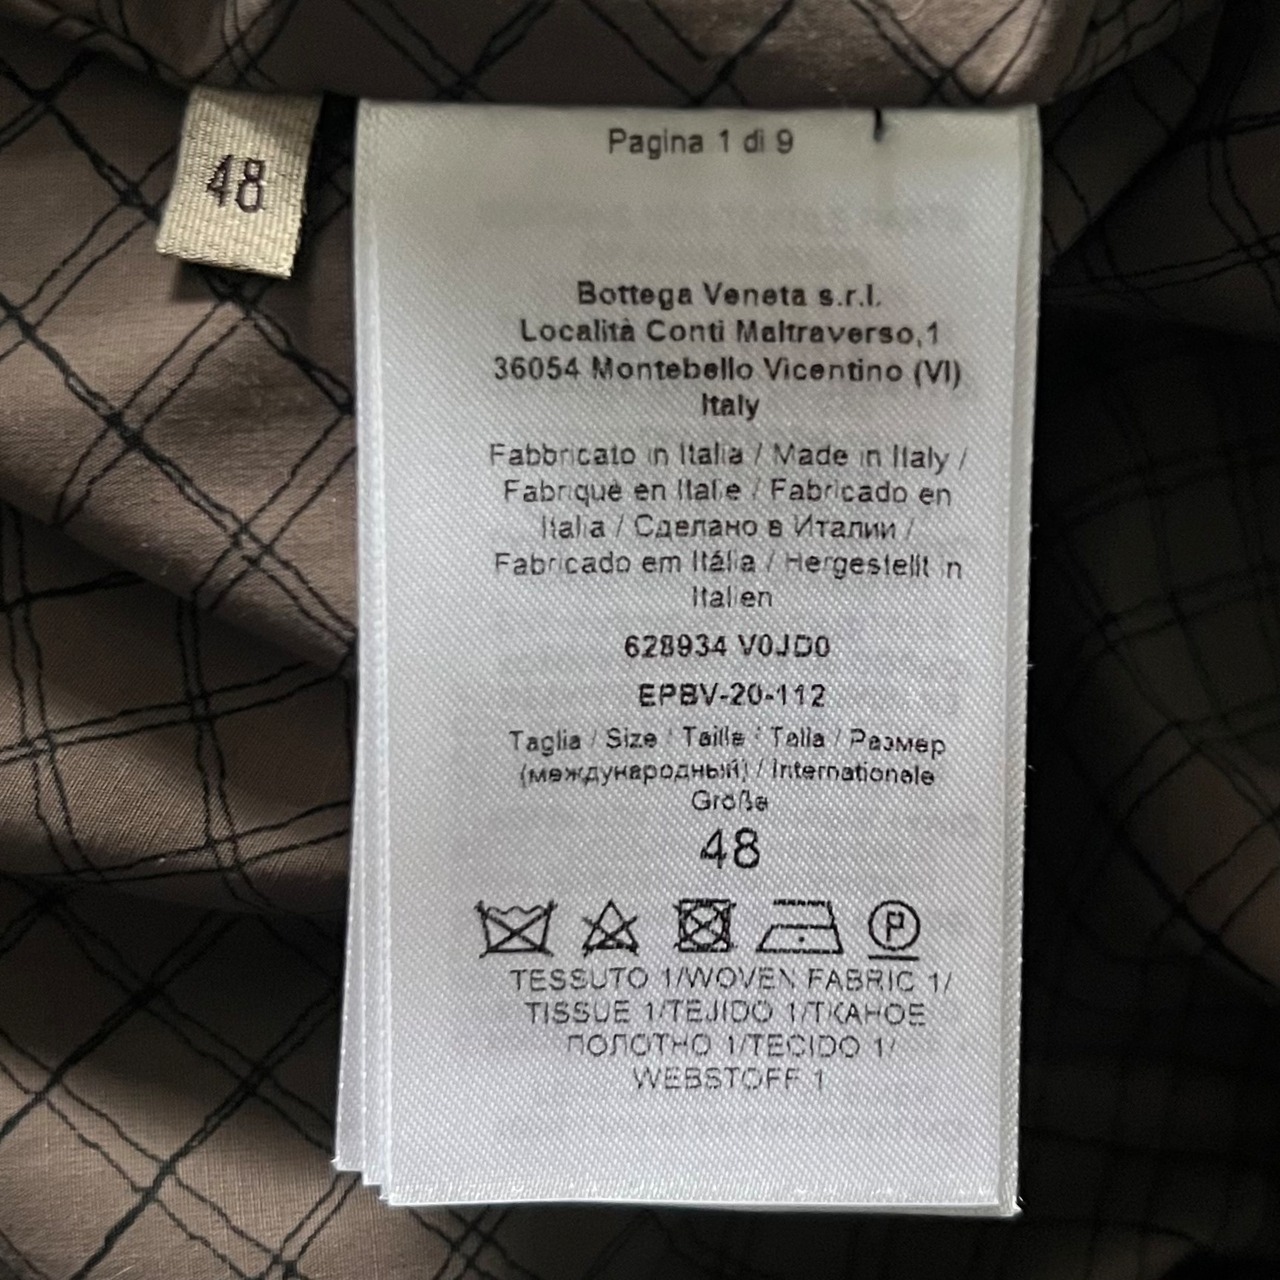 48
Pagina 1 di 9
Bottega Veneta s.r.l.
Località Conti Maltraverso,1
36054 Montebello Vicentino (VI)
Italy
Fabbricato in Italia / Made in Italy /
Fabriqué en Italie / Fabricado en
Italia / Сделано в Италии /
Fabricado em Itália / Hergestellt in
Italien
628934 V0JD0
EPBV-20-112
Taglia / Size / Taille / Talla / Размер
(международный) / Internationale
Größe
48
P
TESSUTO 1/WOVEN FABRIC 1/
TISSUE 1/TEJIDO 1/ТКАНОЕ
ПОЛОТНО 1/TECIDO 1/
WEBSTOFF 1